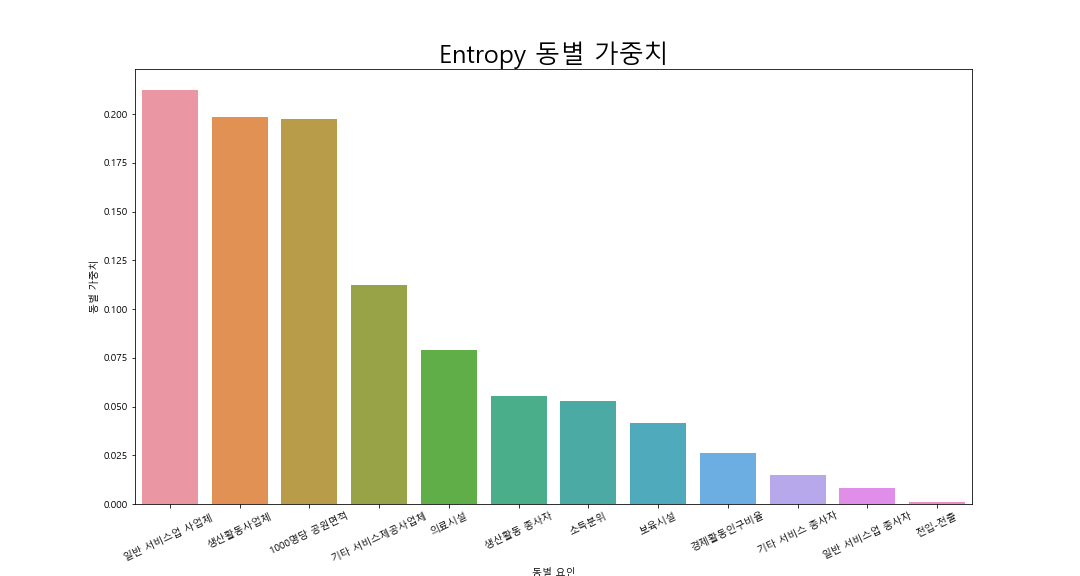 Entropy 동별 가중치
동별 가중치
0.200
0.175
0.150
0.125
0.100
0.075
0.050
0.025
0.000
일반 서비스업 사업체
생산활동사업체
1000명당 공원면적
기타 서비스제공사업체
의료시설
생산활동 종사자
소득분위
보육시설
경제활동인구비율
기타 서비스 종사자
일반 서비스업 종사자
전입-전출
동별 요인